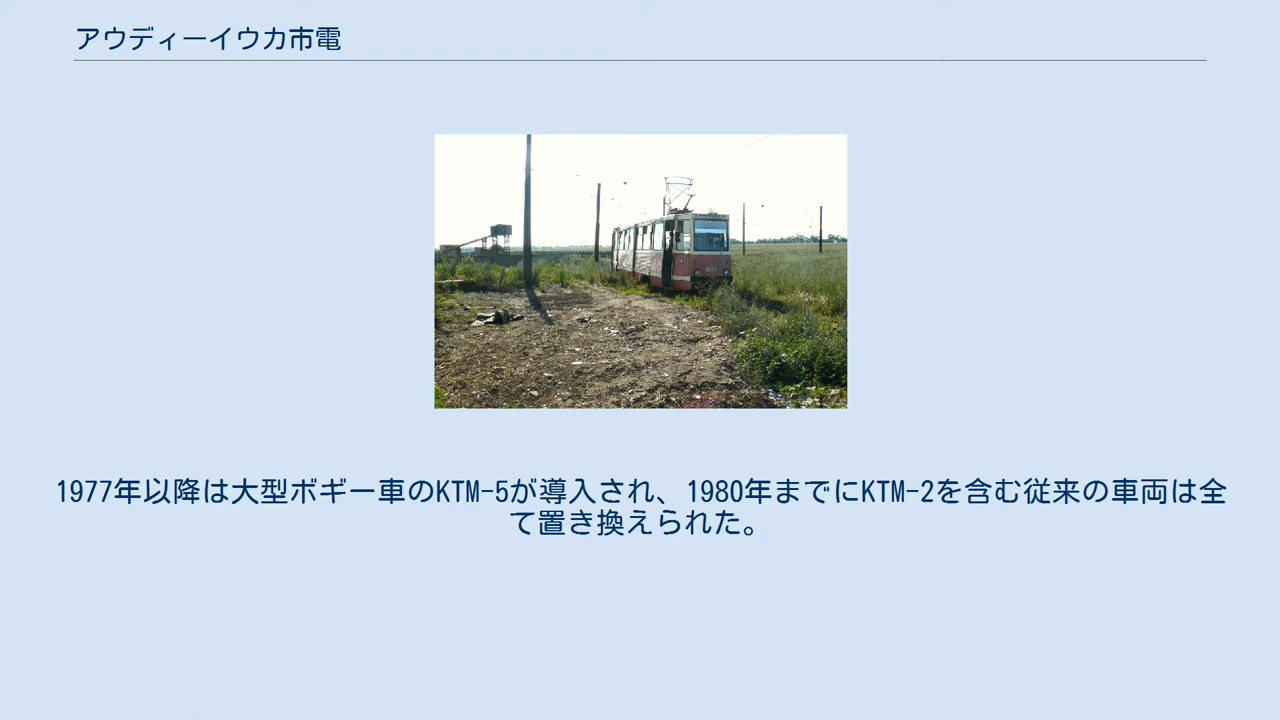 アウディーイウカ市電
1977年以降は大型ボギー車のKTM-5が導入され、1980年までにKTM-2を含む従来の車両は全
て置き換えられた。